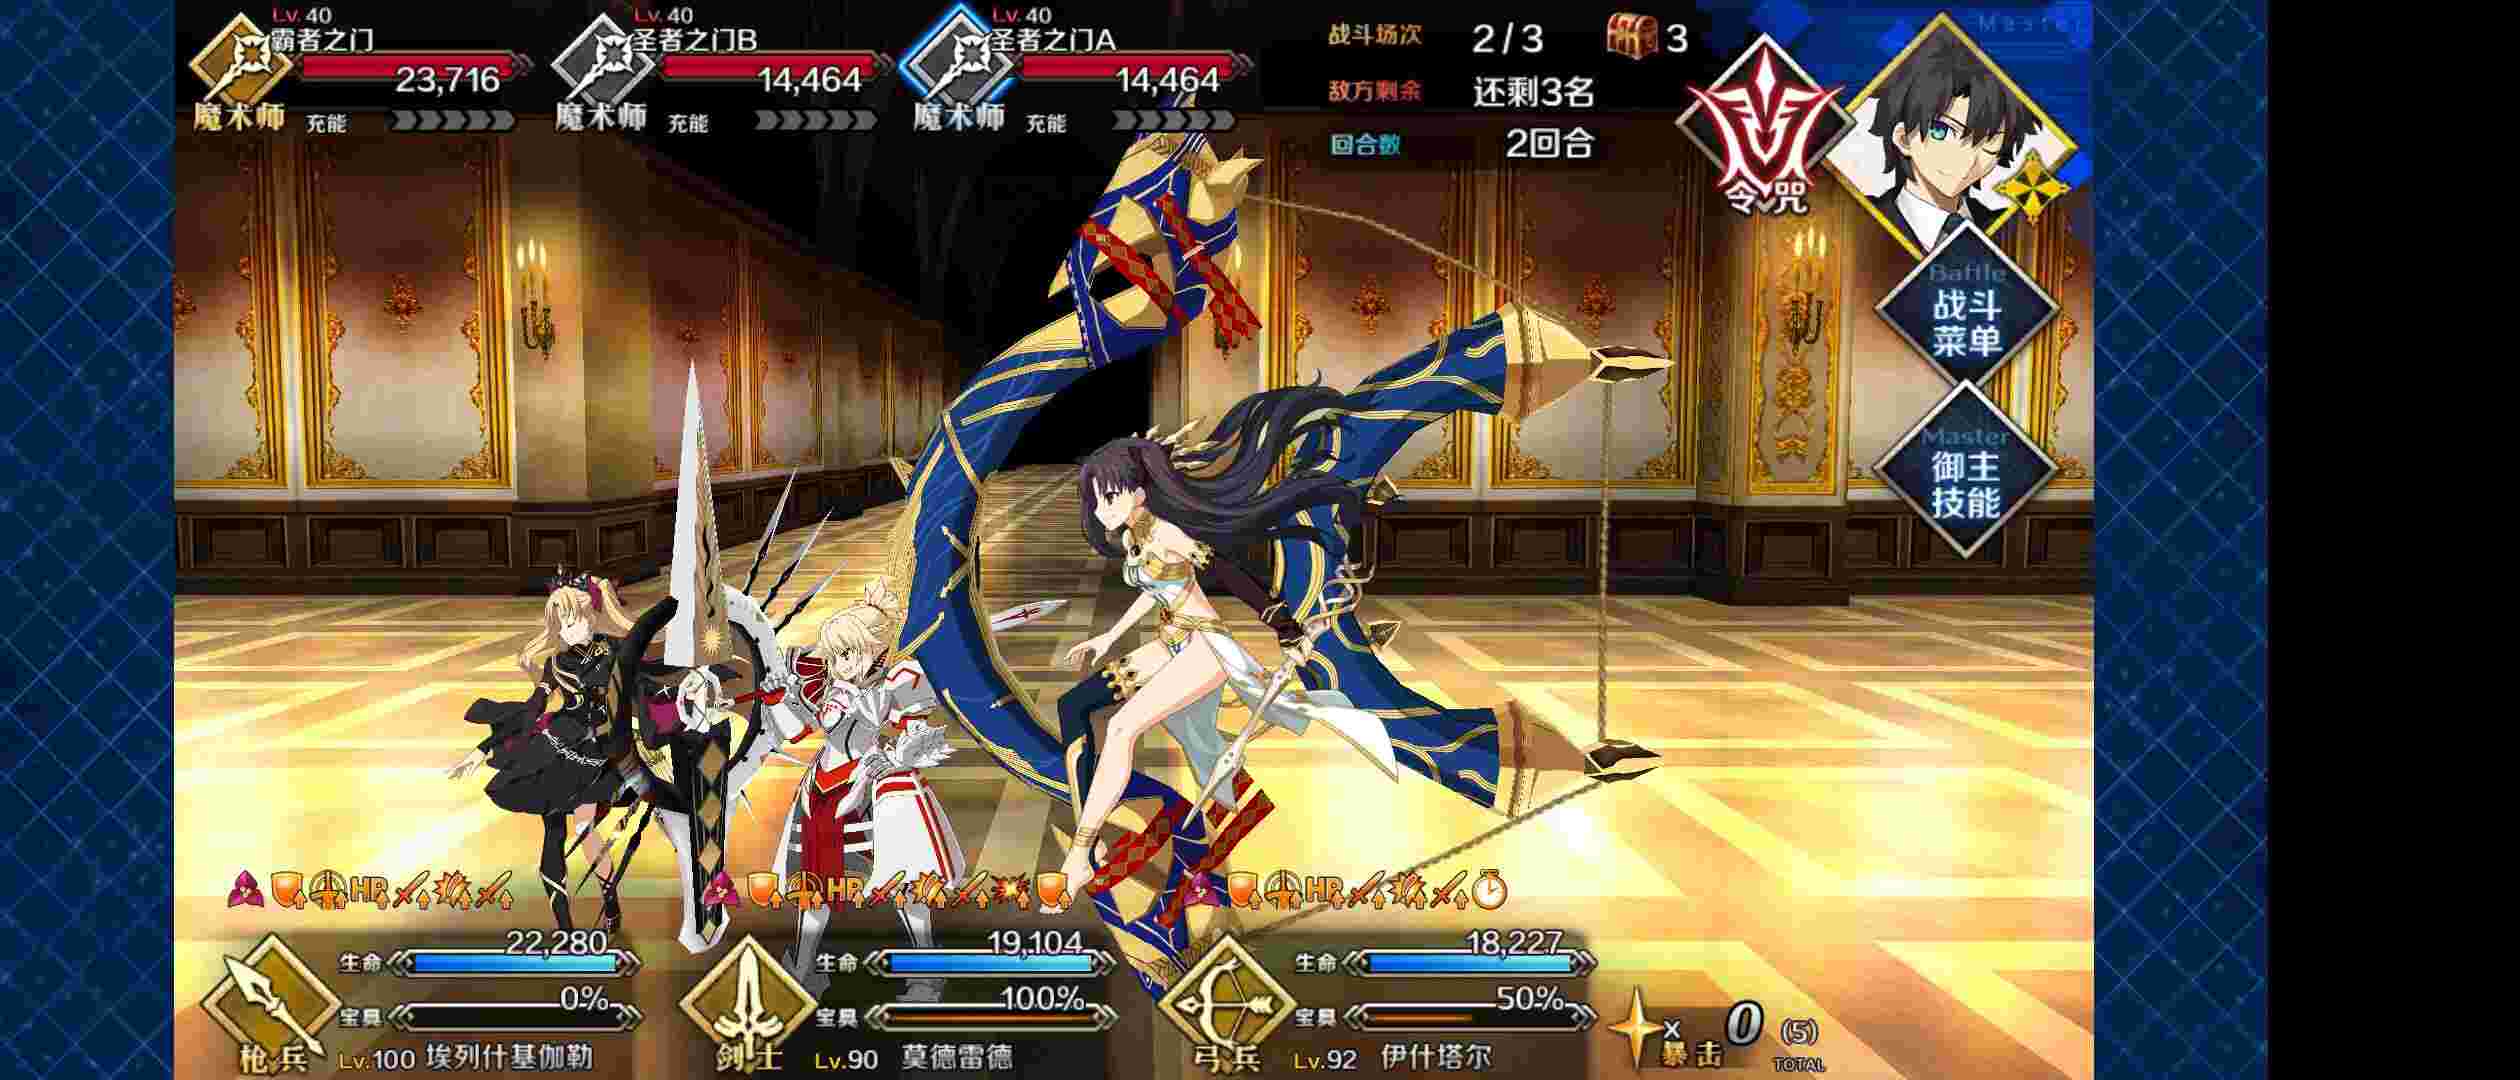 Lv. 40
霸者之门
23,716
魔术师
充能
Lv. 40
圣者之门B
14,464
魔术师
充能
Lv. 40
圣者之门A
14,464
魔术师
充能
战斗场次 2/3 3
敌方剩余 还剩3名
回合数 2回合
Master
令咒
Battle
战斗
菜单
Master
御主
技能
HP
HP
HP
生命 22,280
宝具 0%
枪兵 Lv.100 埃列什基伽勒
生命 19,104
宝具 100%
剑士 Lv.90 莫德雷德
生命 18,227
宝具 50%
弓兵 Lv.92 伊什塔尔
x 0 (5)
暴击 TOTAL